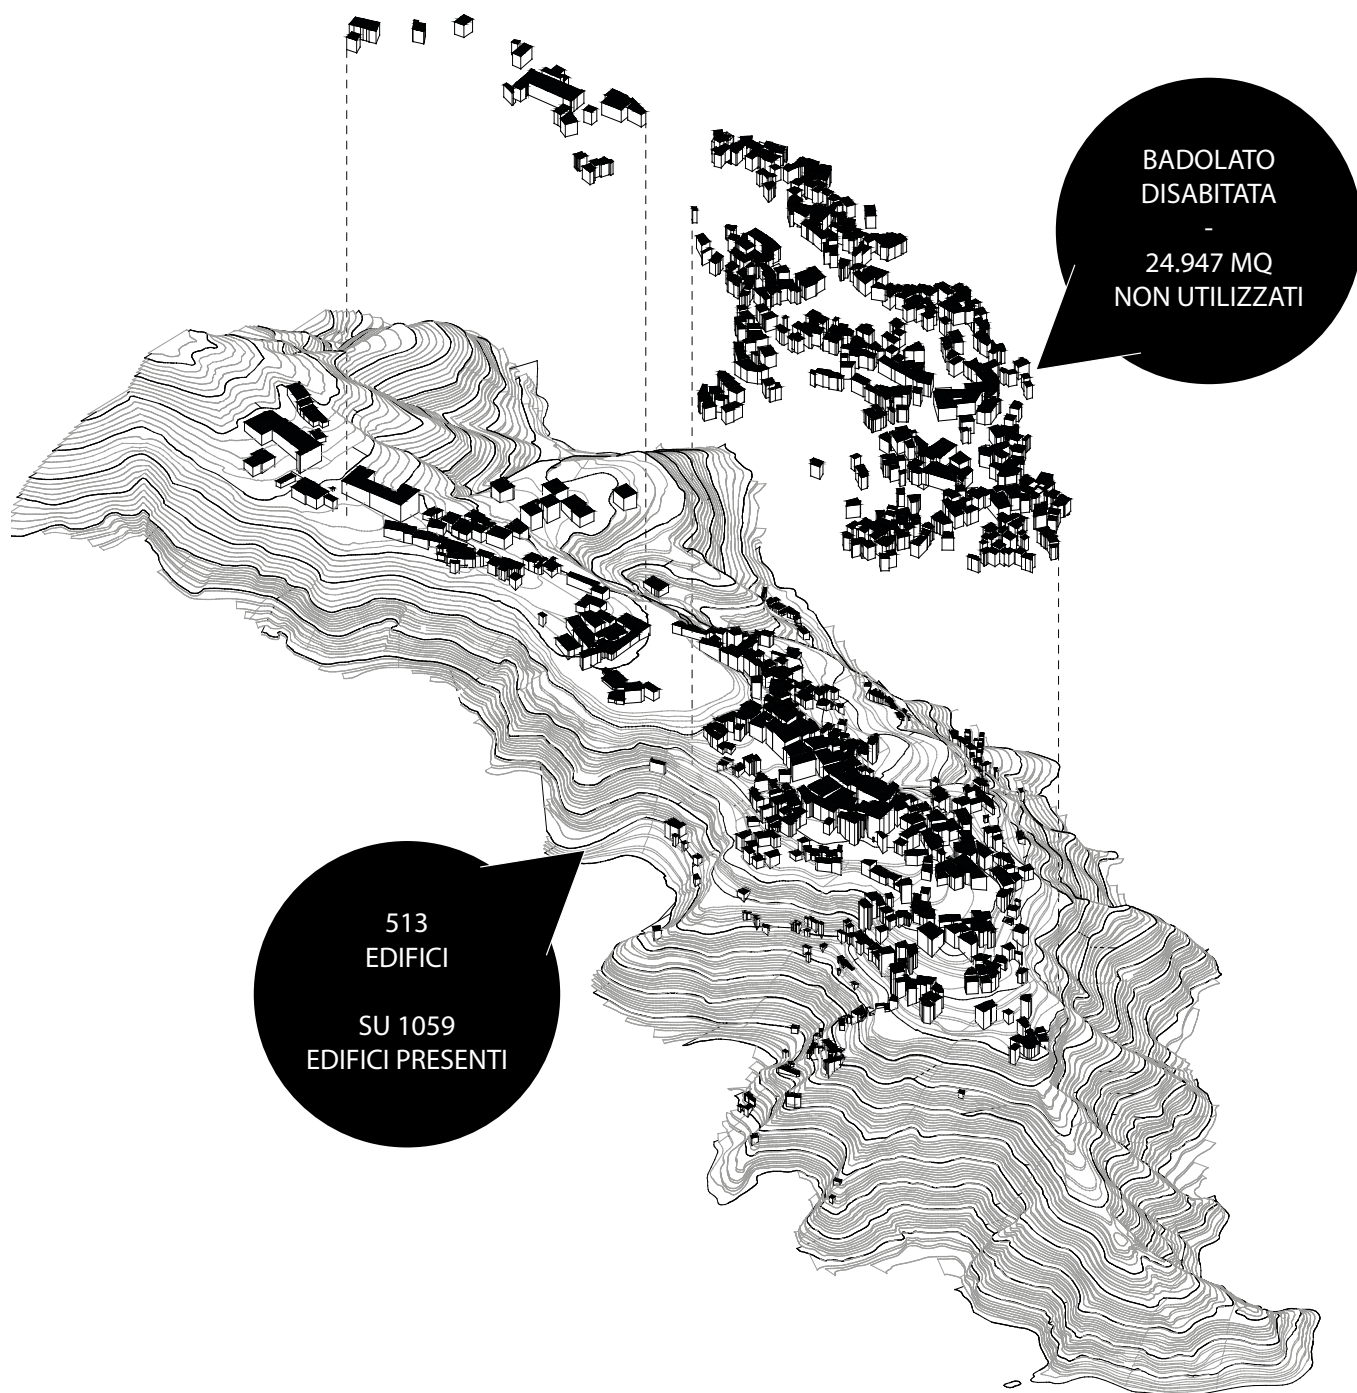 BADOLATO
DISABITATA
-
24.947 MQ
NON UTILIZZATI
513
EDIFICI
SU 1059
EDIFICI PRESENTI